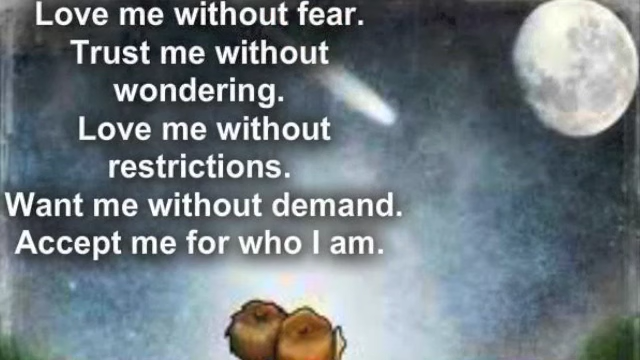 Love me without fear.
Trust me without
wondering.
Love me without
restrictions.
Want me without demand.
Accept me for who I am.